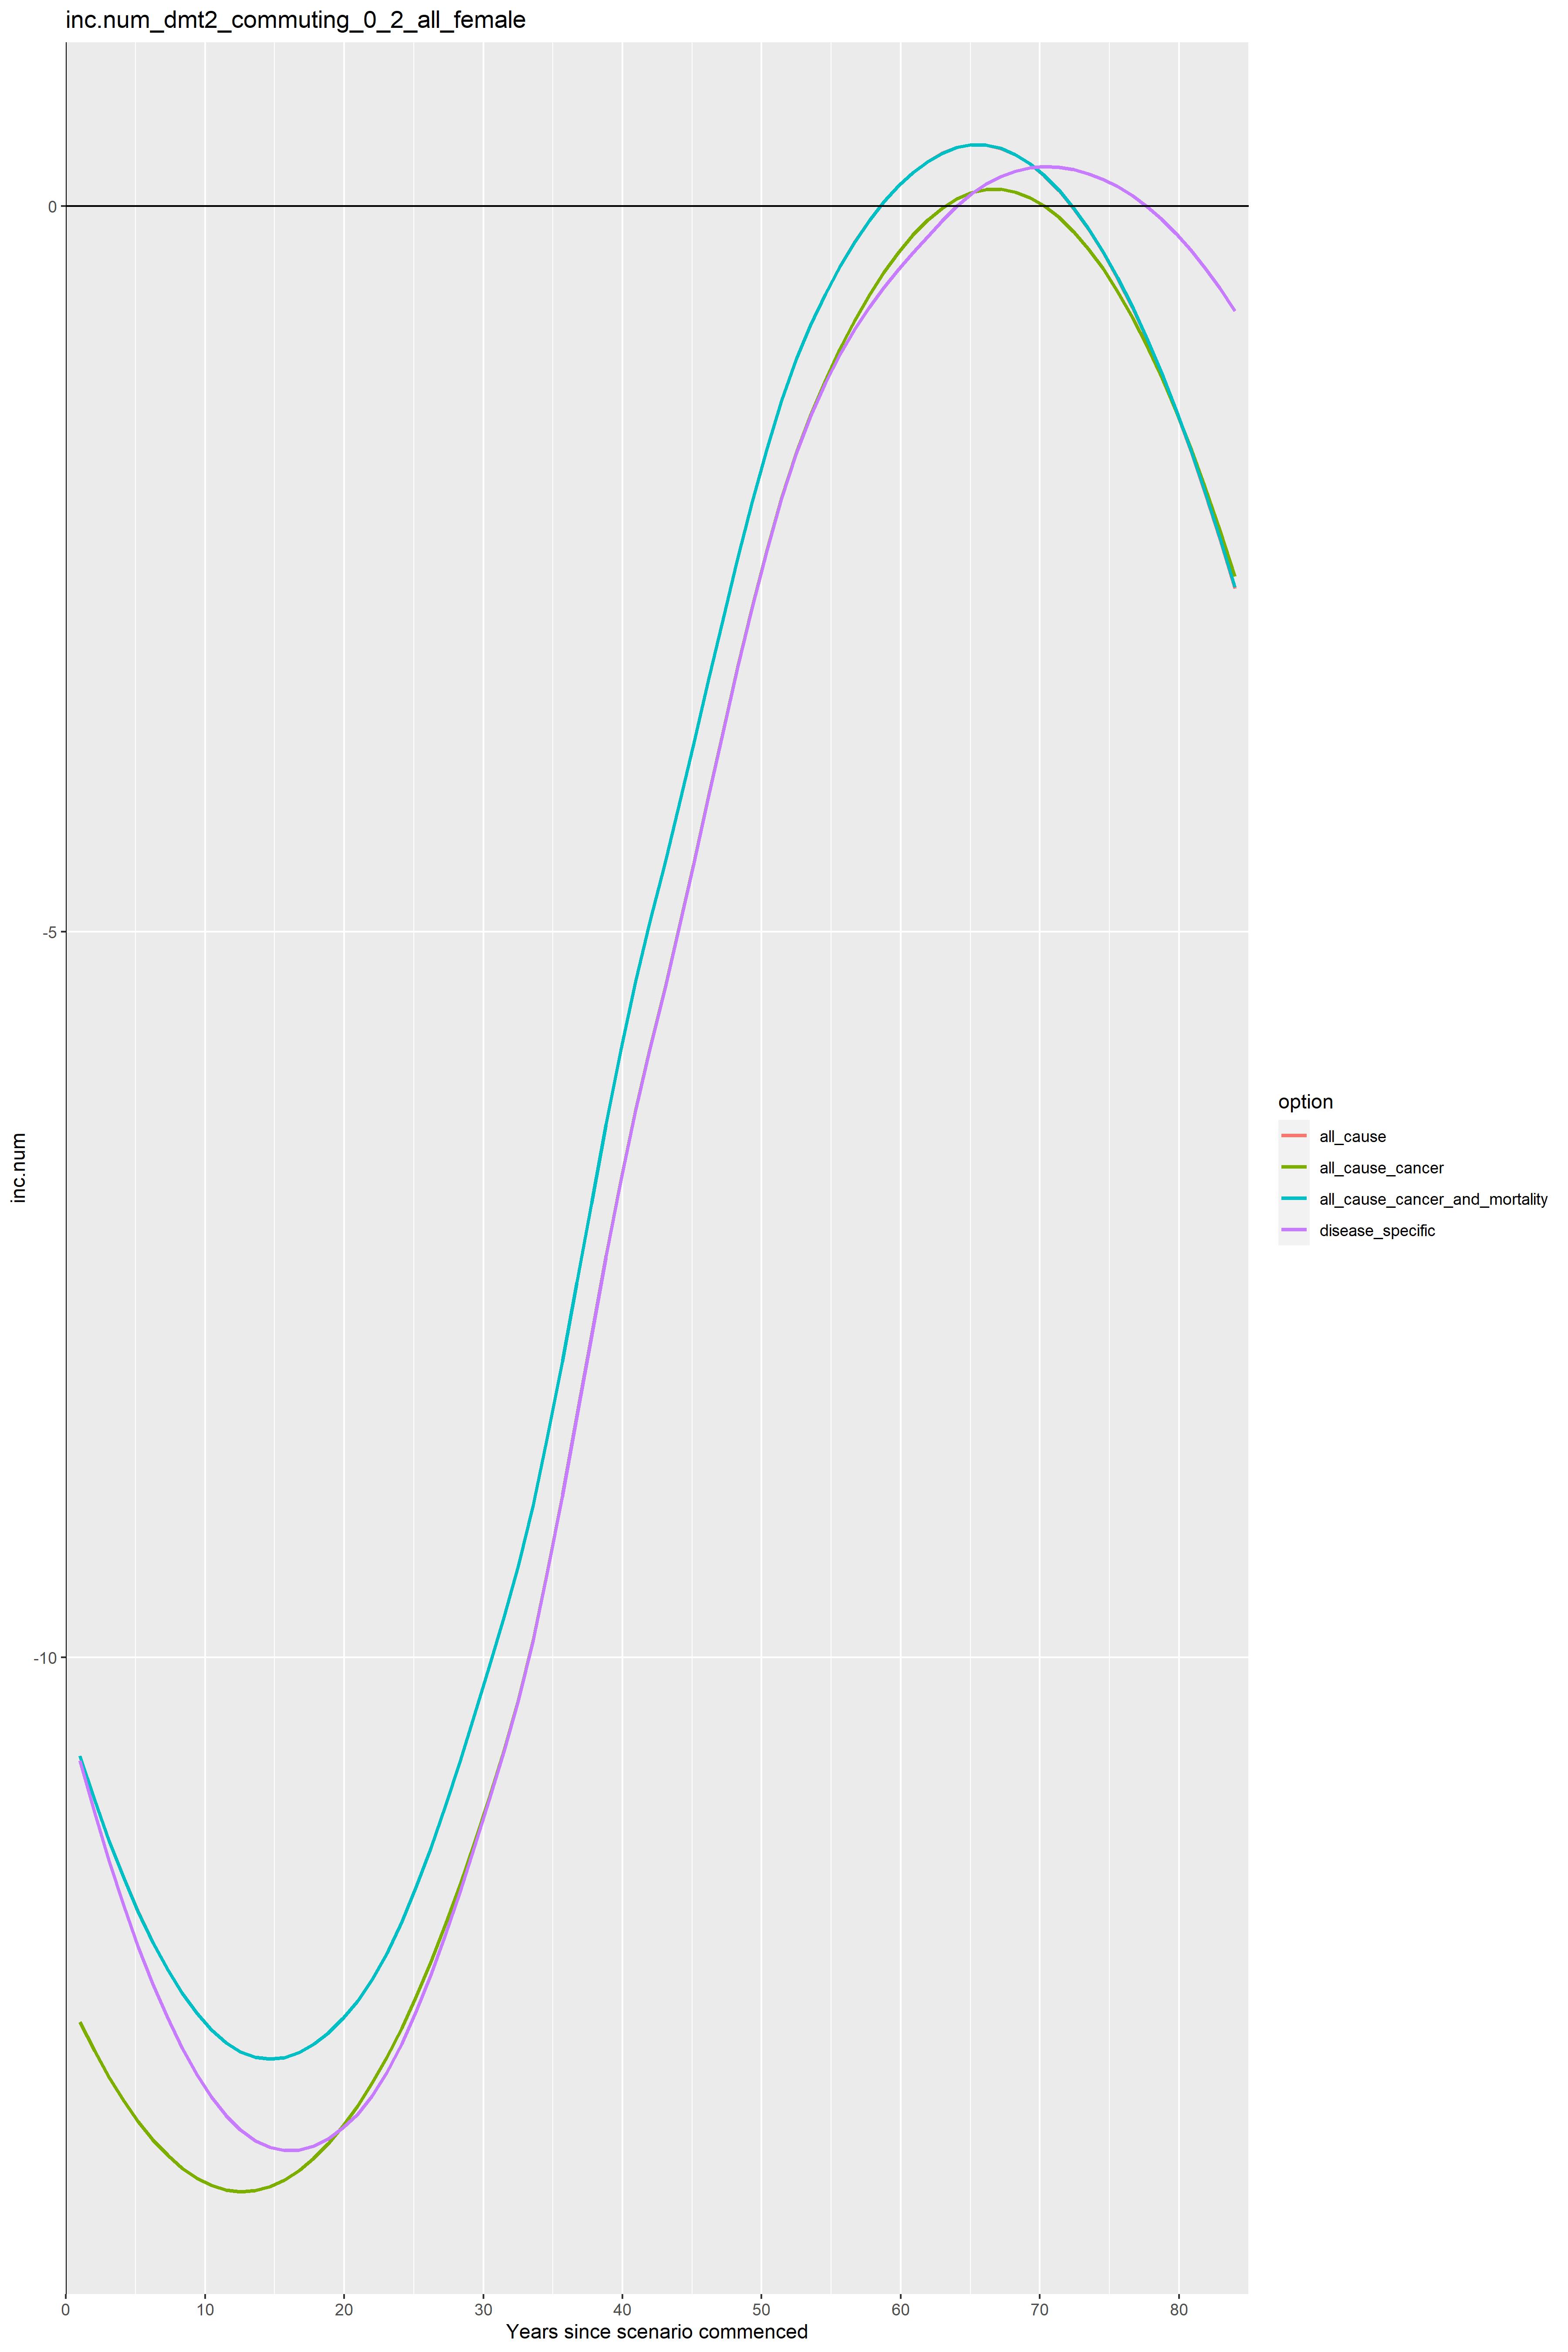 inc.num_dmt2_commuting_0_2_all_female
0
-5
-10
inc.num
0 10 20 30 40 50 60 70 80
Years since scenario commenced
option
all_cause
all_cause_cancer
all_cause_cancer_and_mortality
disease_specific